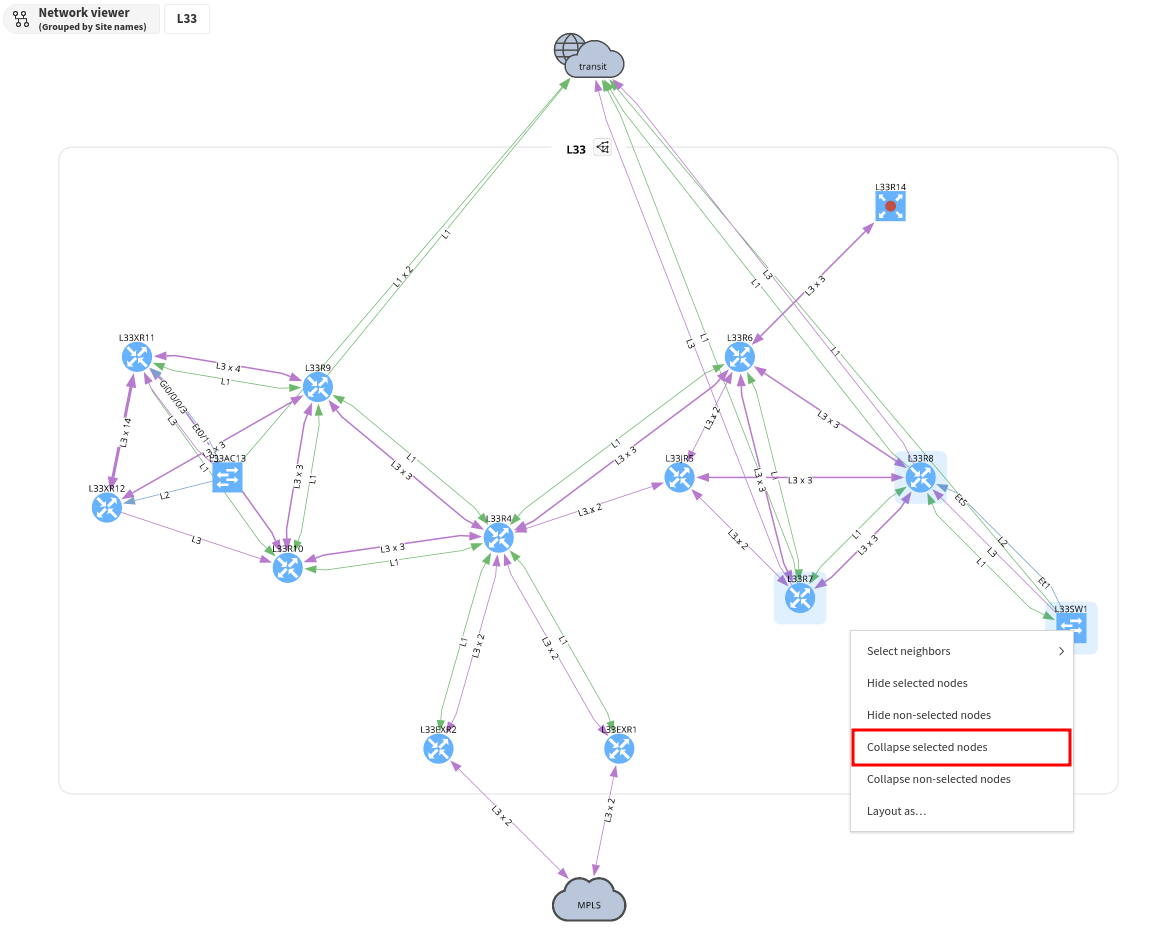 Network viewer
(Grouped by Site names)
L33
transit
L33
L33R14
L1
L1 x 2
L3
L1
L3 x 3
L3
L1
L1
L33XR11
L3 x 4
L1
L33R9
L33R6
Gi0/0/0/3
L3
Et0/1
L3 x 14
L33AC13
L1
L2
L33XR12
L3
L33R10
L3 x 3
L1
L1
L3 x 3
L33R4
L3 x 3
L1
L1
L3 x 3
L3 x 2
L3 x 2
L33JR5
L3 x 3
L3 x 3
L3 x 3
L1
L33R8
Et5
L3 x 2
L1
L3 x 3
L33R7
L2
L3
L1
Et1
L33SW1
L1
L3 x 2
L3 x 2
L1
L33EXR2
L33EXR1
L3 x 2
L3 x 2
MPLS
Select neighbors
Hide selected nodes
Hide non-selected nodes
Collapse selected nodes
Collapse non-selected nodes
Layout as…